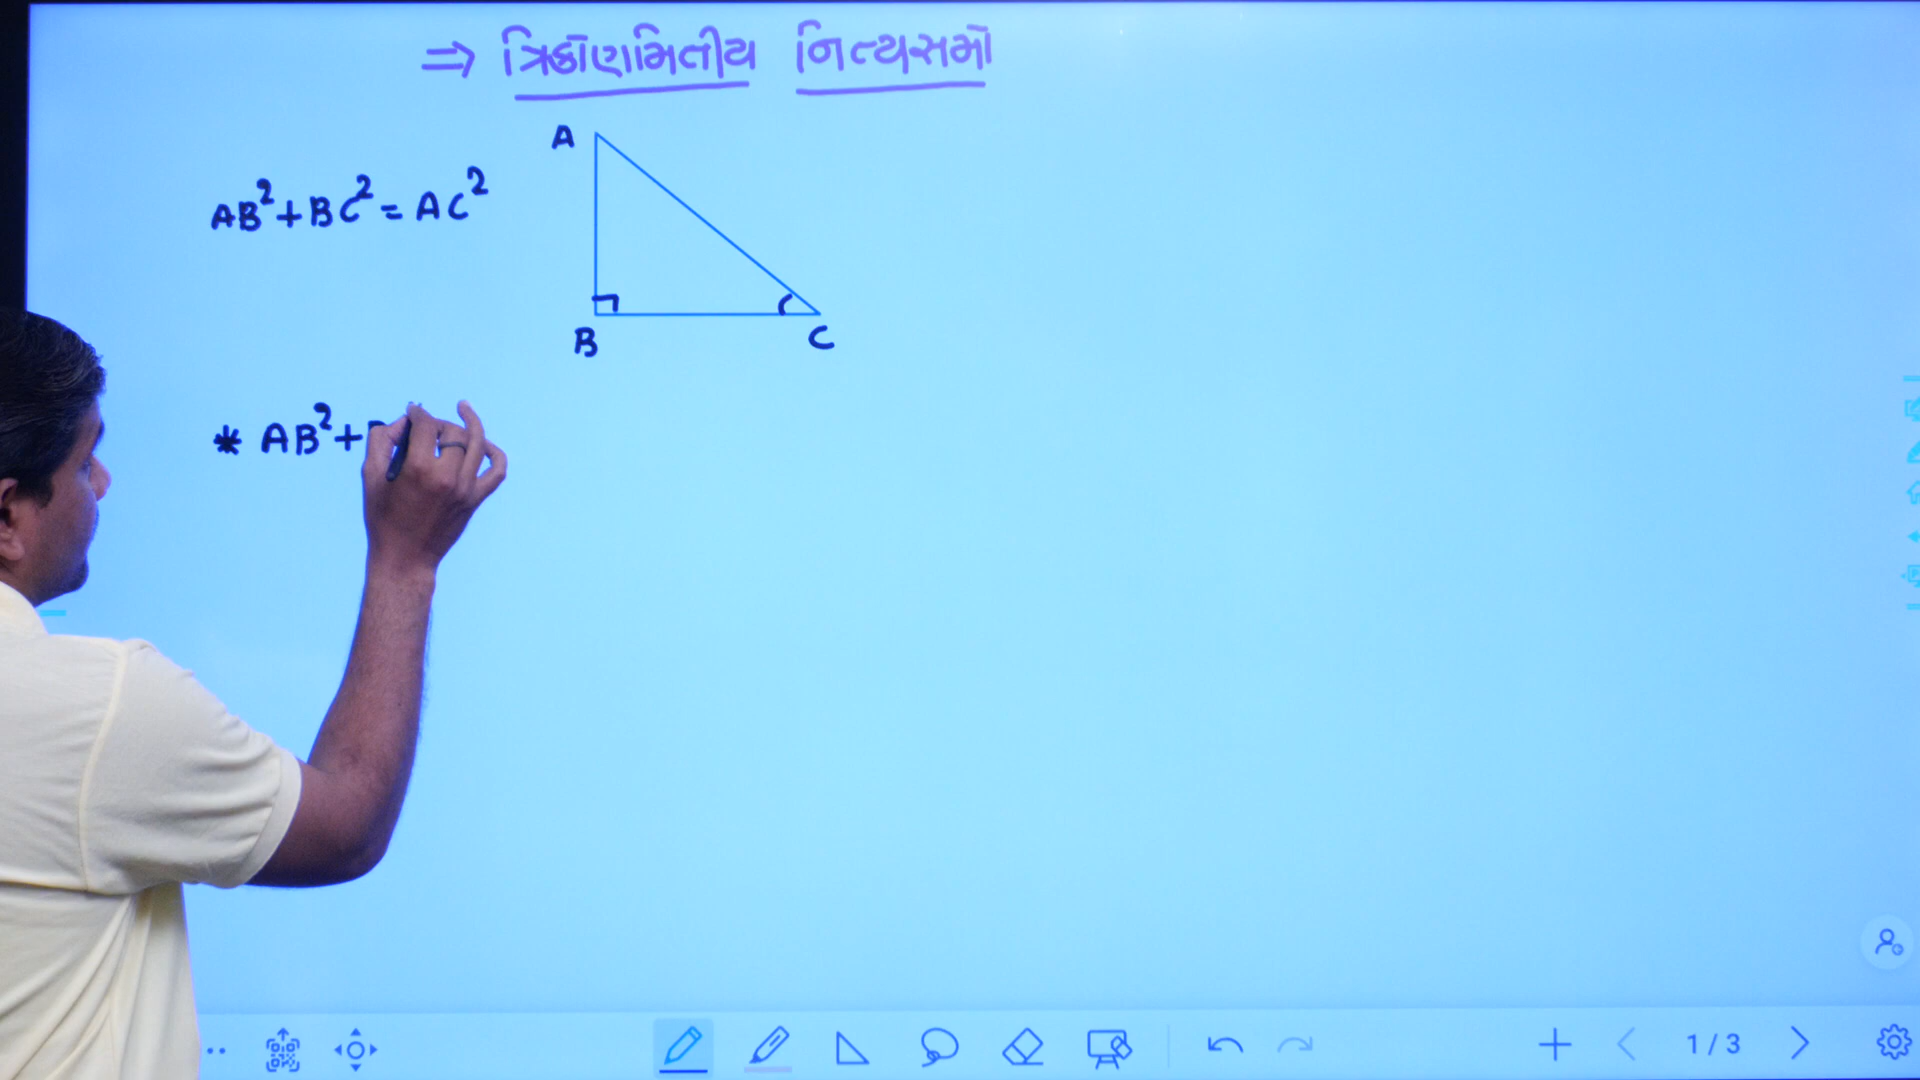 ⇒ ત્રિકોણમિતીય નિત્યસમો
A
AB² + BC² = AC²
B
C
* AB² +
1 / 3